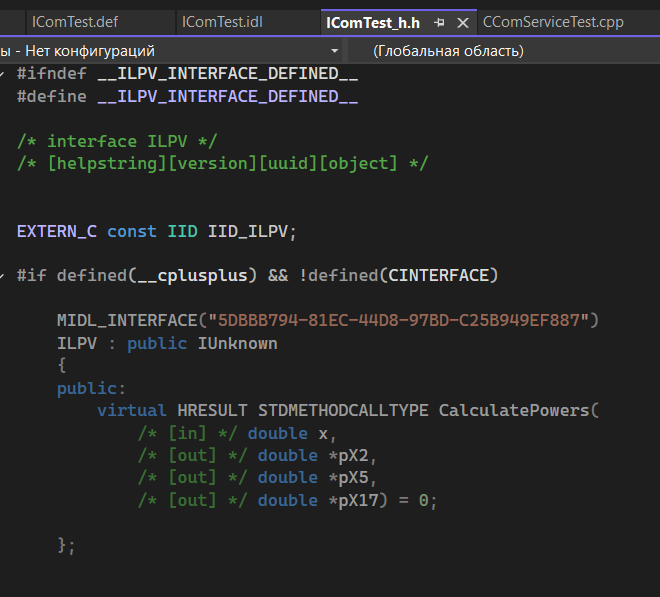 IComTest.def IComTest.idl IComTest_h.h CComServiceTest.cpp
ы - Нет конфигураций (Глобальная область)
#ifndef __ILPV_INTERFACE_DEFINED__
#define __ILPV_INTERFACE_DEFINED__
/* interface ILPV */
/* [helpstring][version][uuid][object] */
EXTERN_C const IID IID_ILPV;
#if defined(__cplusplus) && !defined(CINTERFACE)
MIDL_INTERFACE("5DBBB794-81EC-44D8-97BD-C25B949EF887")
ILPV : public IUnknown
{
public:
virtual HRESULT STDMETHODCALLTYPE CalculatePowers(
/* [in] */ double x,
/* [out] */ double *pX2,
/* [out] */ double *pX5,
/* [out] */ double *pX17) = 0;
};